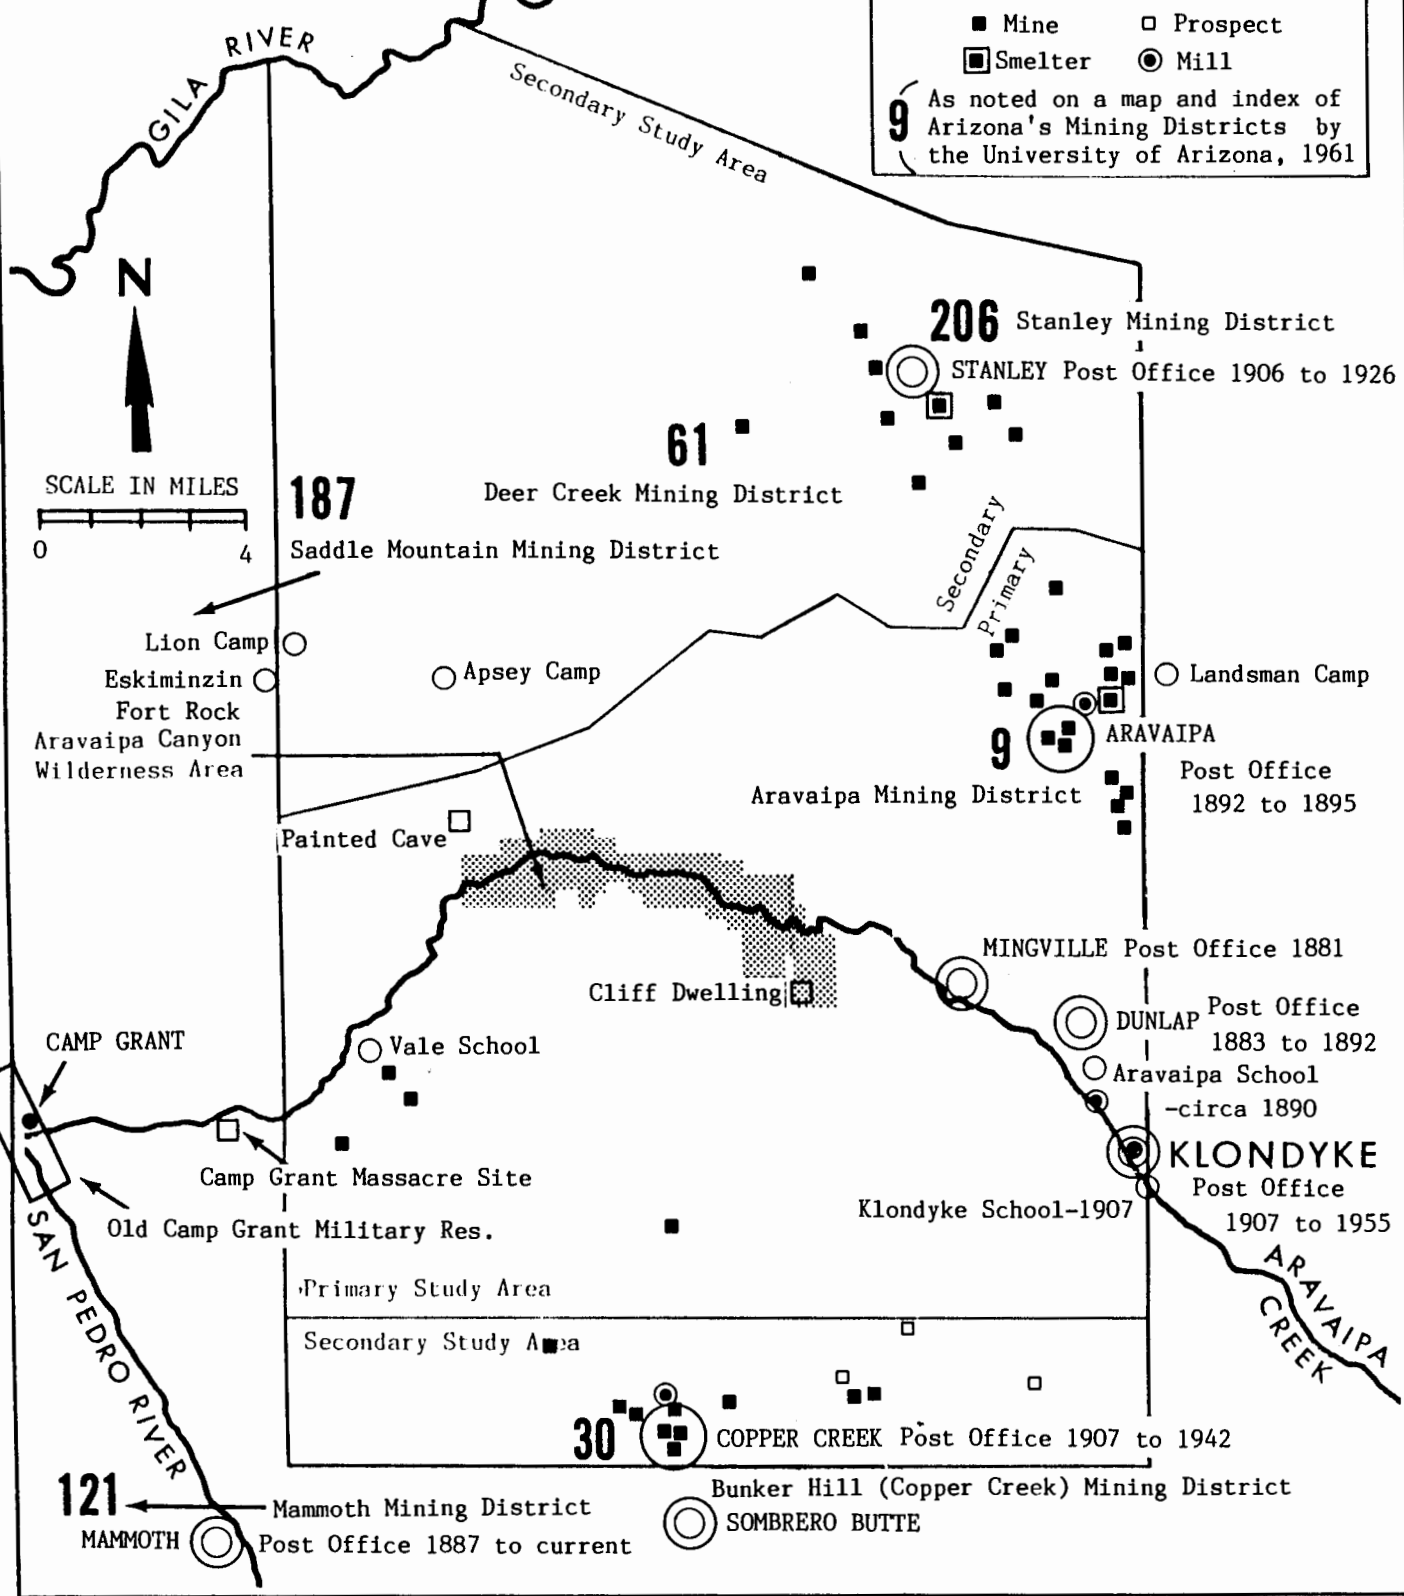 Mine
Prospect
Smelter
Mill
9
As noted on a map and index of
Arizona's Mining Districts by
the University of Arizona, 1961
GILA RIVER
Secondary Study Area
N
206 Stanley Mining District
STANLEY Post Office 1906 to 1926
61
Deer Creek Mining District
SCALE IN MILES
0 4
187
Saddle Mountain Mining District
Secondary
Primary
Lion Camp
Eskiminzin
Fort Rock
Apsey Camp
Landsman Camp
Aravaipa Canyon
Wilderness Area
9
ARAVAIPA
Post Office
1892 to 1895
Aravaipa Mining District
Painted Cave
MINGVILLE Post Office 1881
Cliff Dwelling
DUNLAP Post Office
1883 to 1892
CAMP GRANT
Vale School
Aravaipa School
-circa 1890
KLONDYKE
Post Office
1907 to 1955
Camp Grant Massacre Site
Klondyke School-1907
Old Camp Grant Military Res.
SAN PEDRO RIVER
ARAVAIPA
CREEK
Primary Study Area
Secondary Study Area
30
COPPER CREEK Post Office 1907 to 1942
Bunker Hill (Copper Creek) Mining District
SOMBRERO BUTTE
121
Mammoth Mining District
MAMMOTH
Post Office 1887 to current